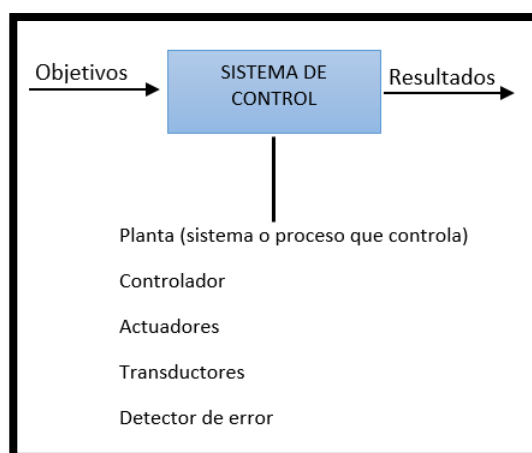 Objetivos
SISTEMA DE
CONTROL
Resultados
Planta (sistema o proceso que controla)
Controlador
Actuadores
Transductores
Detector de error